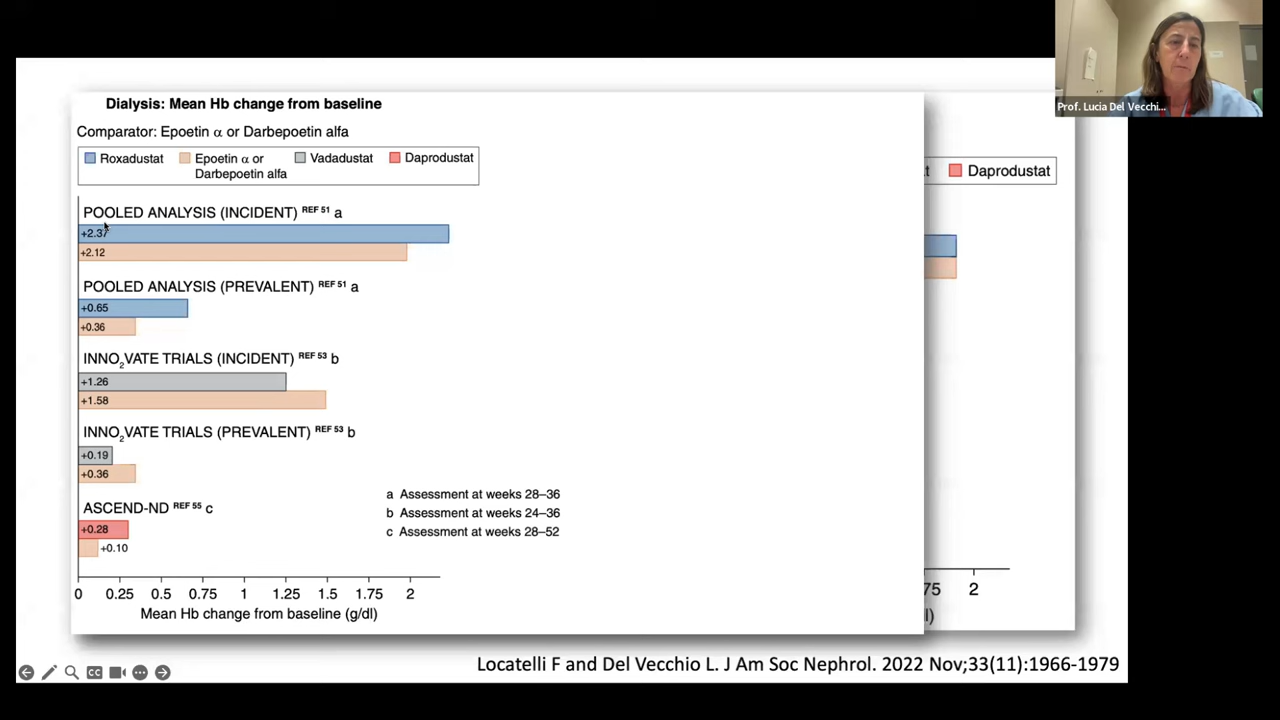 Prof. Lucia Del Vecchi...
Dialysis: Mean Hb change from baseline
Comparator: Epoetin α or Darbepoetin alfa
Roxadustat
Epoetin α or
Darbepoetin alfa
Vadadustat
Daprodustat
t
Daprodustat
POOLED ANALYSIS (INCIDENT) REF 51 a
+2.37
+2.12
POOLED ANALYSIS (PREVALENT) REF 51 a
+0.65
+0.36
INNO2VATE TRIALS (INCIDENT) REF 53 b
+1.26
+1.58
INNO2VATE TRIALS (PREVALENT) REF 53 b
+0.19
+0.36
ASCEND-ND REF 55 c
+0.28
+0.10
a Assessment at weeks 28–36
b Assessment at weeks 24–36
c Assessment at weeks 28–52
0 0.25 0.5 0.75 1 1.25 1.5 1.75 2
Mean Hb change from baseline (g/dl)
75 2
l)
Locatelli F and Del Vecchio L. J Am Soc Nephrol. 2022 Nov;33(11):1966-1979
CC